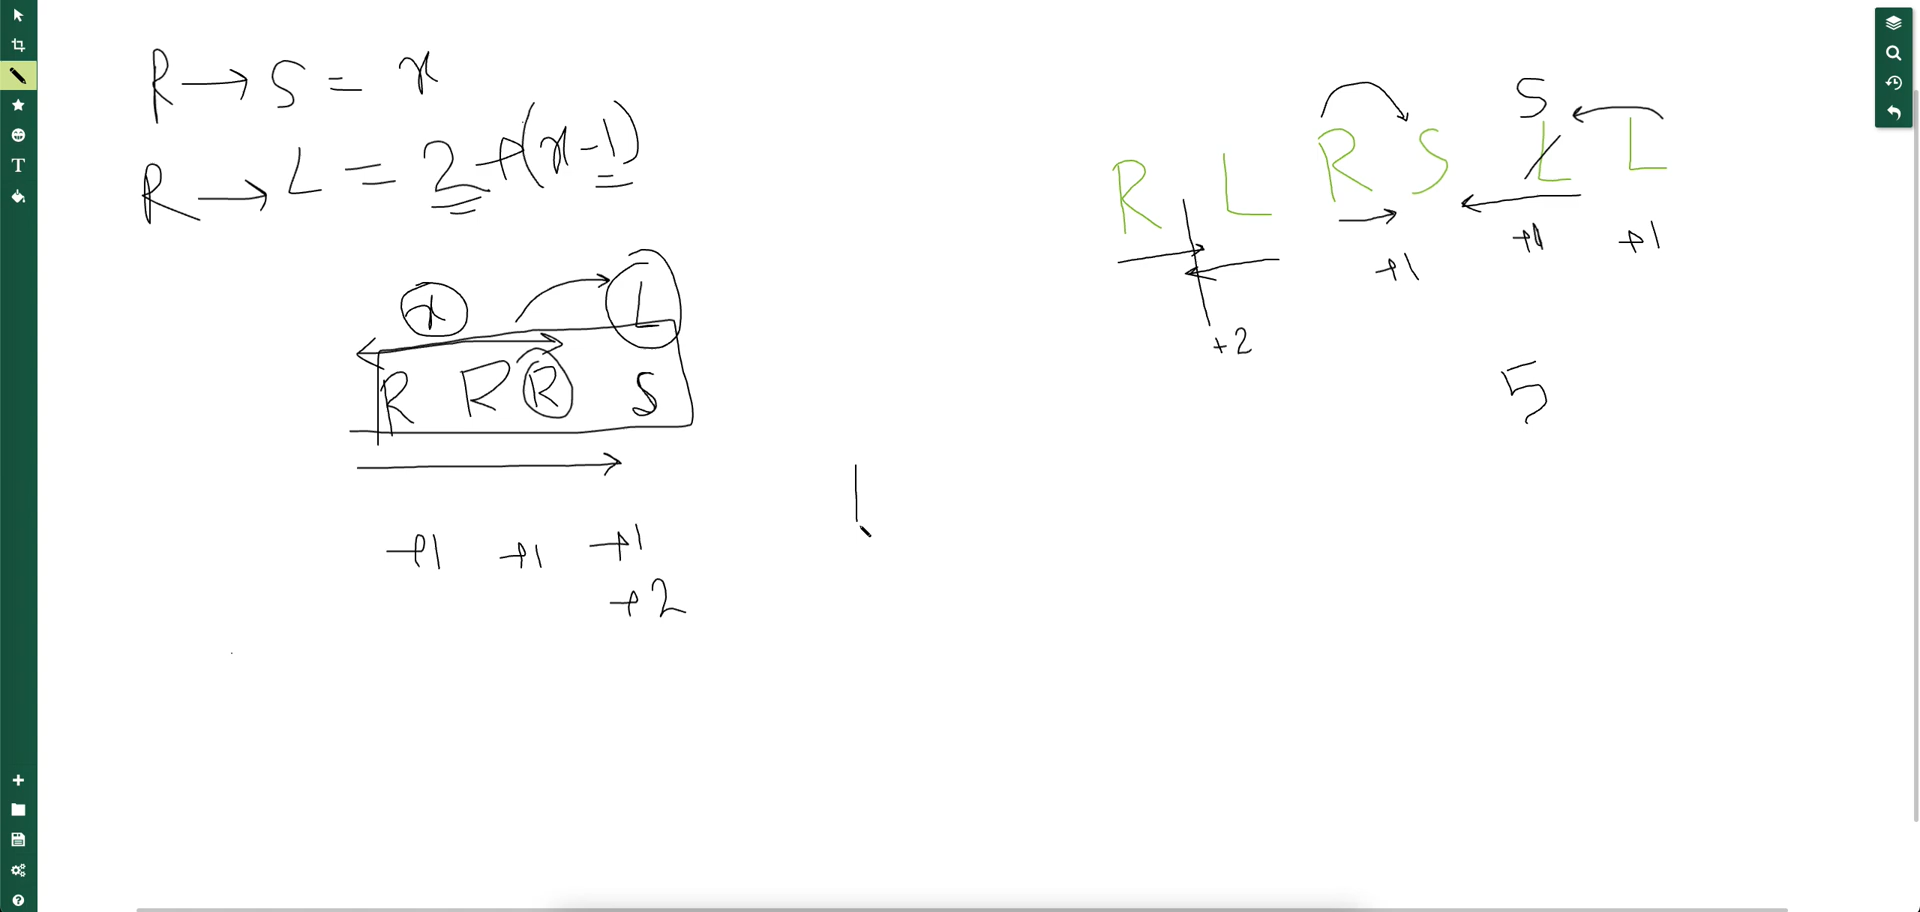 R → S = x
R → L = 2 + (x - 1)
x
L
R R R S
+1 +1 +1
+2
S
R L R S L L
+1 +1 +1
+2
5
T